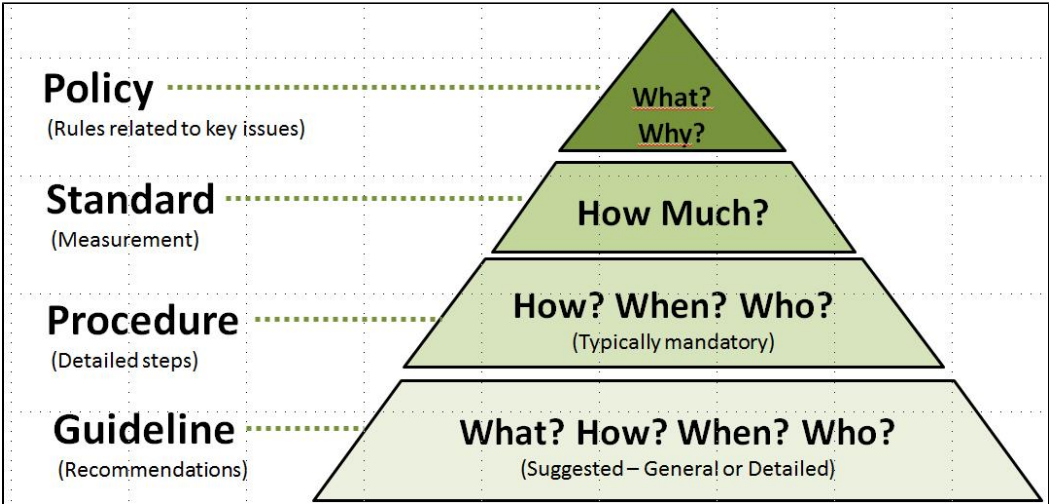 Policy
(Rules related to key issues)
What?
Why?
Standard
(Measurement)
How Much?
Procedure
(Detailed steps)
How? When? Who?
(Typically mandatory)
Guideline
(Recommendations)
What? How? When? Who?
(Suggested – General or Detailed)